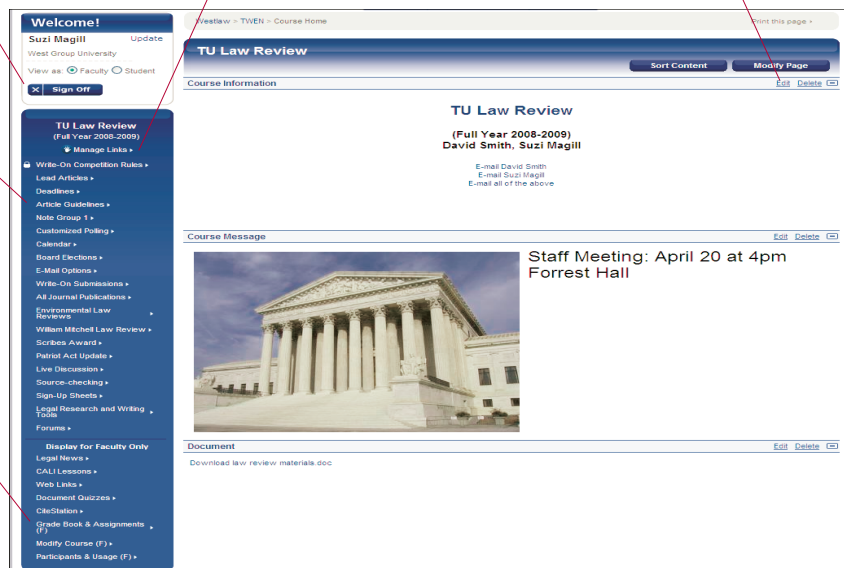 Welcome!
Suzi Magill Update
West Group University
View as: Faculty Student
X Sign Off
TU Law Review
(Full Year 2008-2009)
Manage Links
Write-On Competition Rules
Lead Articles
Deadlines
Article Guidelines
Note Group 1
Customized Polling
Calendar
Board Elections
E-Mail Options
Write-On Submissions
All Journal Publications
Environmental Law
Reviews
William Mitchell Law Review
Scribes Award
Patriot Act Update
Live Discussion
Source-checking
Sign-Up Sheets
Legal Research and Writing
Tools
Forums
Display for Faculty Only
Legal News
CALI Lessons
Web Links
Document Quizzes
CiteStation
Grade Book & Assignments
(F)
Modify Course (F)
Participants & Usage (F)
Westlaw > TWEN > Course Home Print this page
TU Law Review
Sort Content Modify Page
Course Information Edit Delete
TU Law Review
(Full Year 2008-2009)
David Smith, Suzi Magill
E-mail David Smith
E-mail Suzi Magill
E-mail all of the above
Course Message Edit Delete
Staff Meeting: April 20 at 4pm
Forrest Hall
Document Edit Delete
Download law review materials.doc